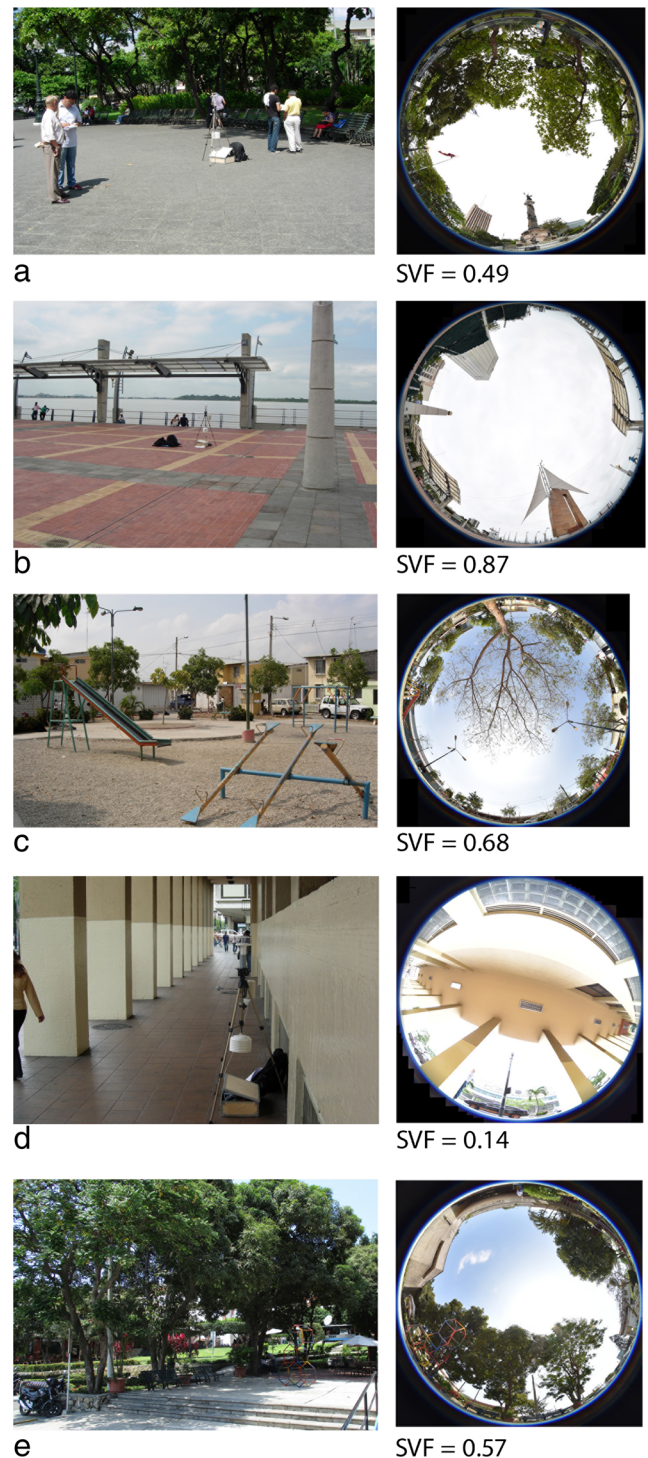 a
SVF = 0.49
b
SVF = 0.87
c
SVF = 0.68
d
SVF = 0.14
e
SVF = 0.57